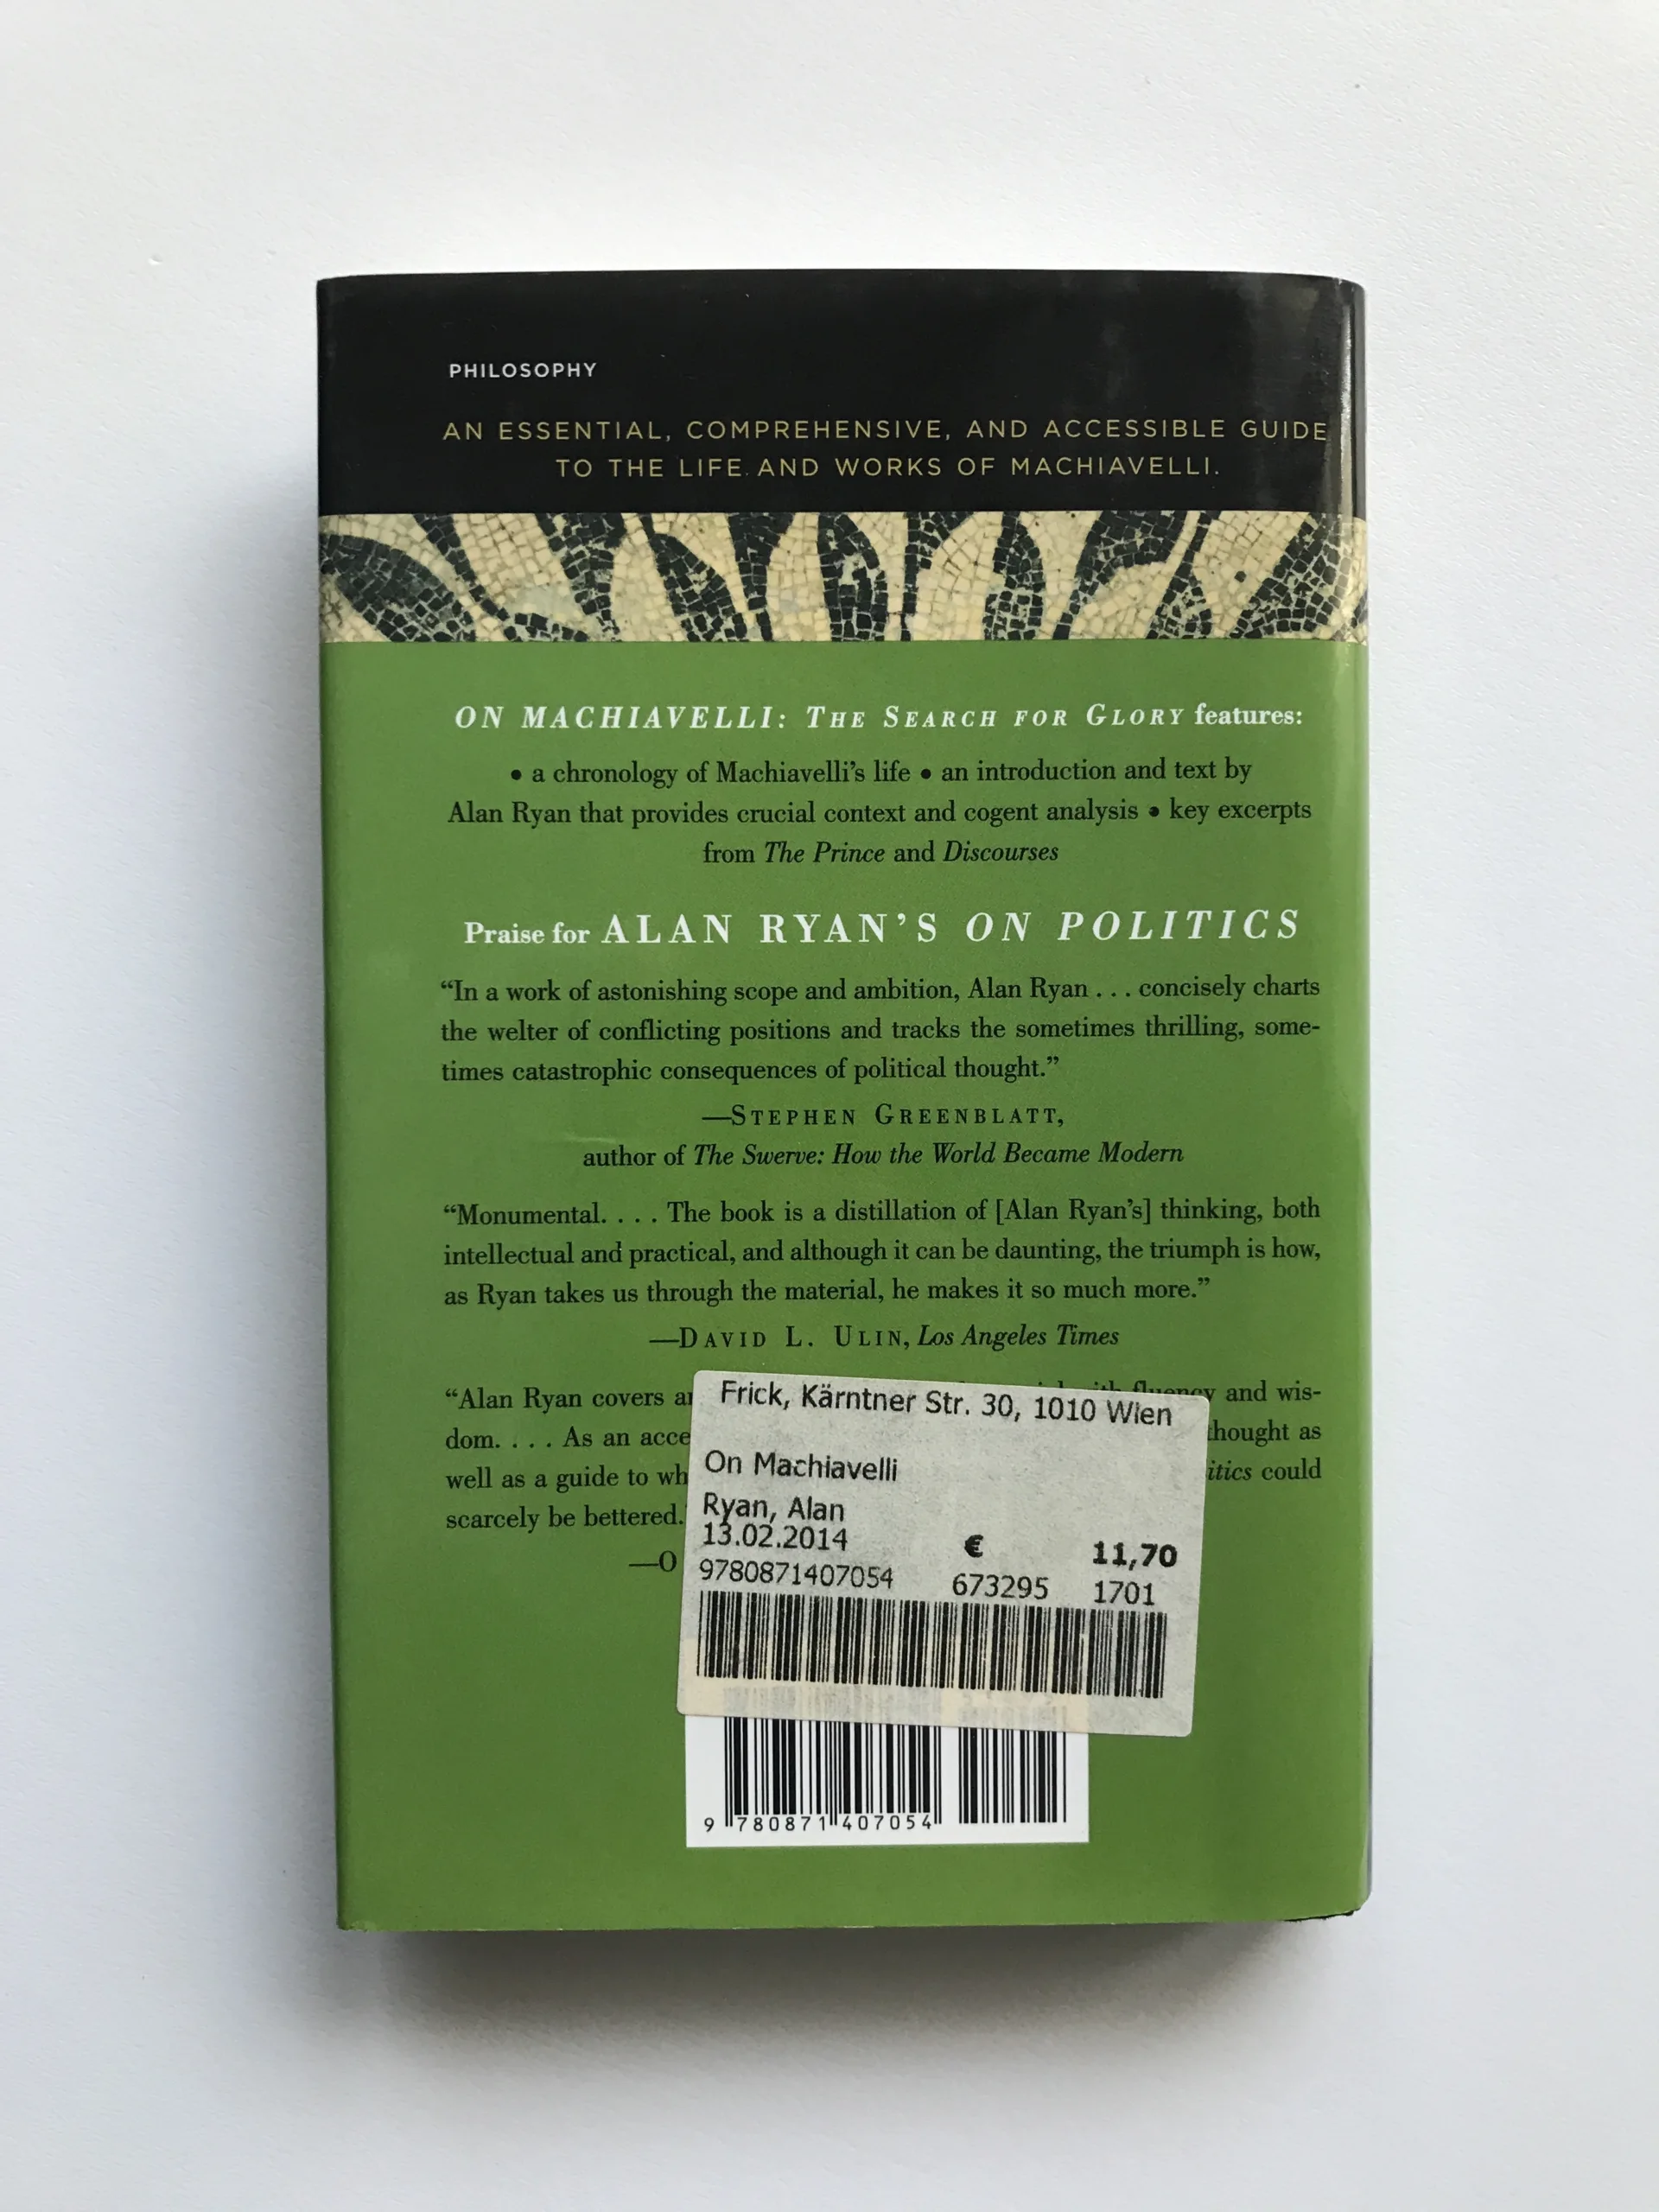 PHILOSOPHY
AN ESSENTIAL, COMPREHENSIVE, AND ACCESSIBLE GUIDE
TO THE LIFE AND WORKS OF MACHIAVELLI.
ON MACHIAVELLI: THE SEARCH FOR GLORY features:
• a chronology of Machiavelli’s life • an introduction and text by
Alan Ryan that provides crucial context and cogent analysis • key excerpts
from The Prince and Discourses
Praise for ALAN RYAN’S ON POLITICS
“In a work of astonishing scope and ambition, Alan Ryan . . . concisely charts
the welter of conflicting positions and tracks the sometimes thrilling, some-
times catastrophic consequences of political thought.”
—STEPHEN GREENBLATT,
author of The Swerve: How the World Became Modern
“Monumental. . . . The book is a distillation of [Alan Ryan’s] thinking, both
intellectual and practical, and although it can be daunting, the triumph is how,
as Ryan takes us through the material, he makes it so much more.”
—DAVID L. ULIN, Los Angeles Times
“Alan Ryan covers with fluency and wis-
dom. . . . As an
well as a guide to could
scarcely be bettered.
Frick, Kärntner Str. 30, 1010 Wien
On Machiavelli
Ryan, Alan
13.02.2014 € 11,70
9780871407054 673295 1701
9 780871 407054